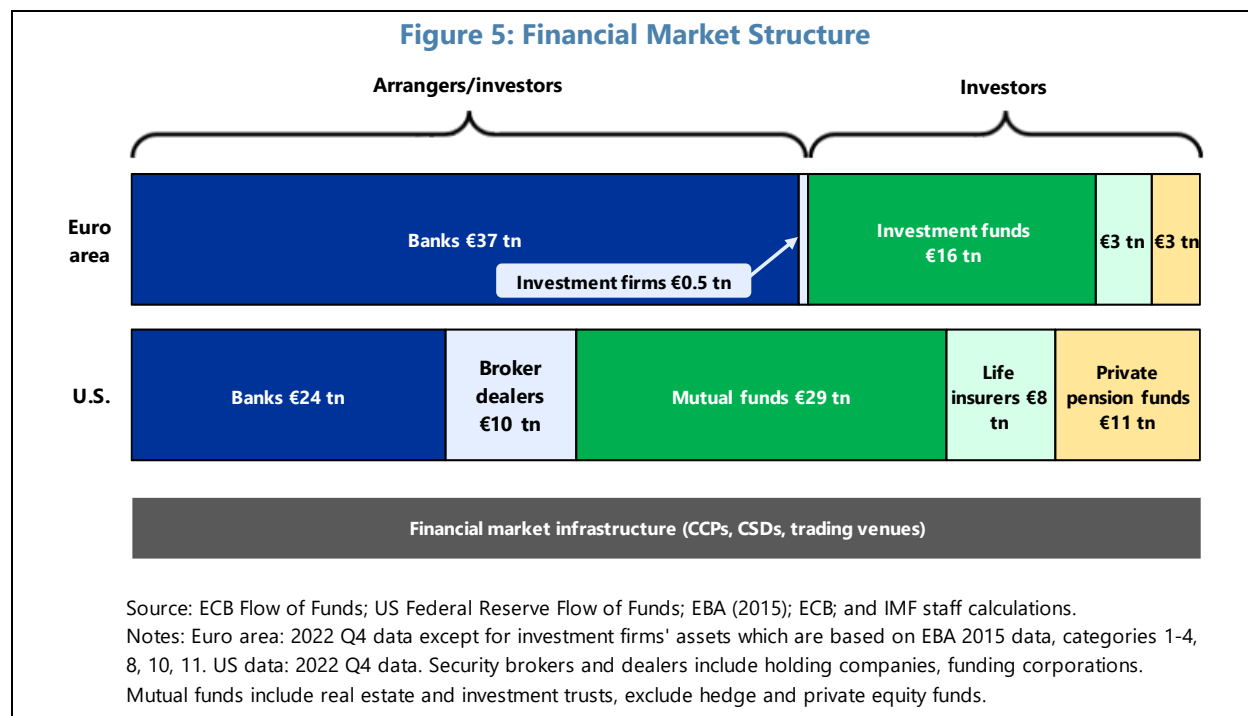 Figure 5: Financial Market Structure
Arrangers/investors
Investors
Euro
area
Banks €37 tn
Investment firms €0.5 tn
Investment funds
€16 tn
€3 tn
€3 tn
U.S.
Banks €24 tn
Broker
dealers
€10 tn
Mutual funds €29 tn
Life
insurers €8
tn
Private
pension funds
€11 tn
Financial market infrastructure (CCPs, CSDs, trading venues)
Source: ECB Flow of Funds; US Federal Reserve Flow of Funds; EBA (2015); ECB; and IMF staff calculations.
Notes: Euro area: 2022 Q4 data except for investment firms' assets which are based on EBA 2015 data, categories 1-4,
8, 10, 11. US data: 2022 Q4 data. Security brokers and dealers include holding companies, funding corporations.
Mutual funds include real estate and investment trusts, exclude hedge and private equity funds.